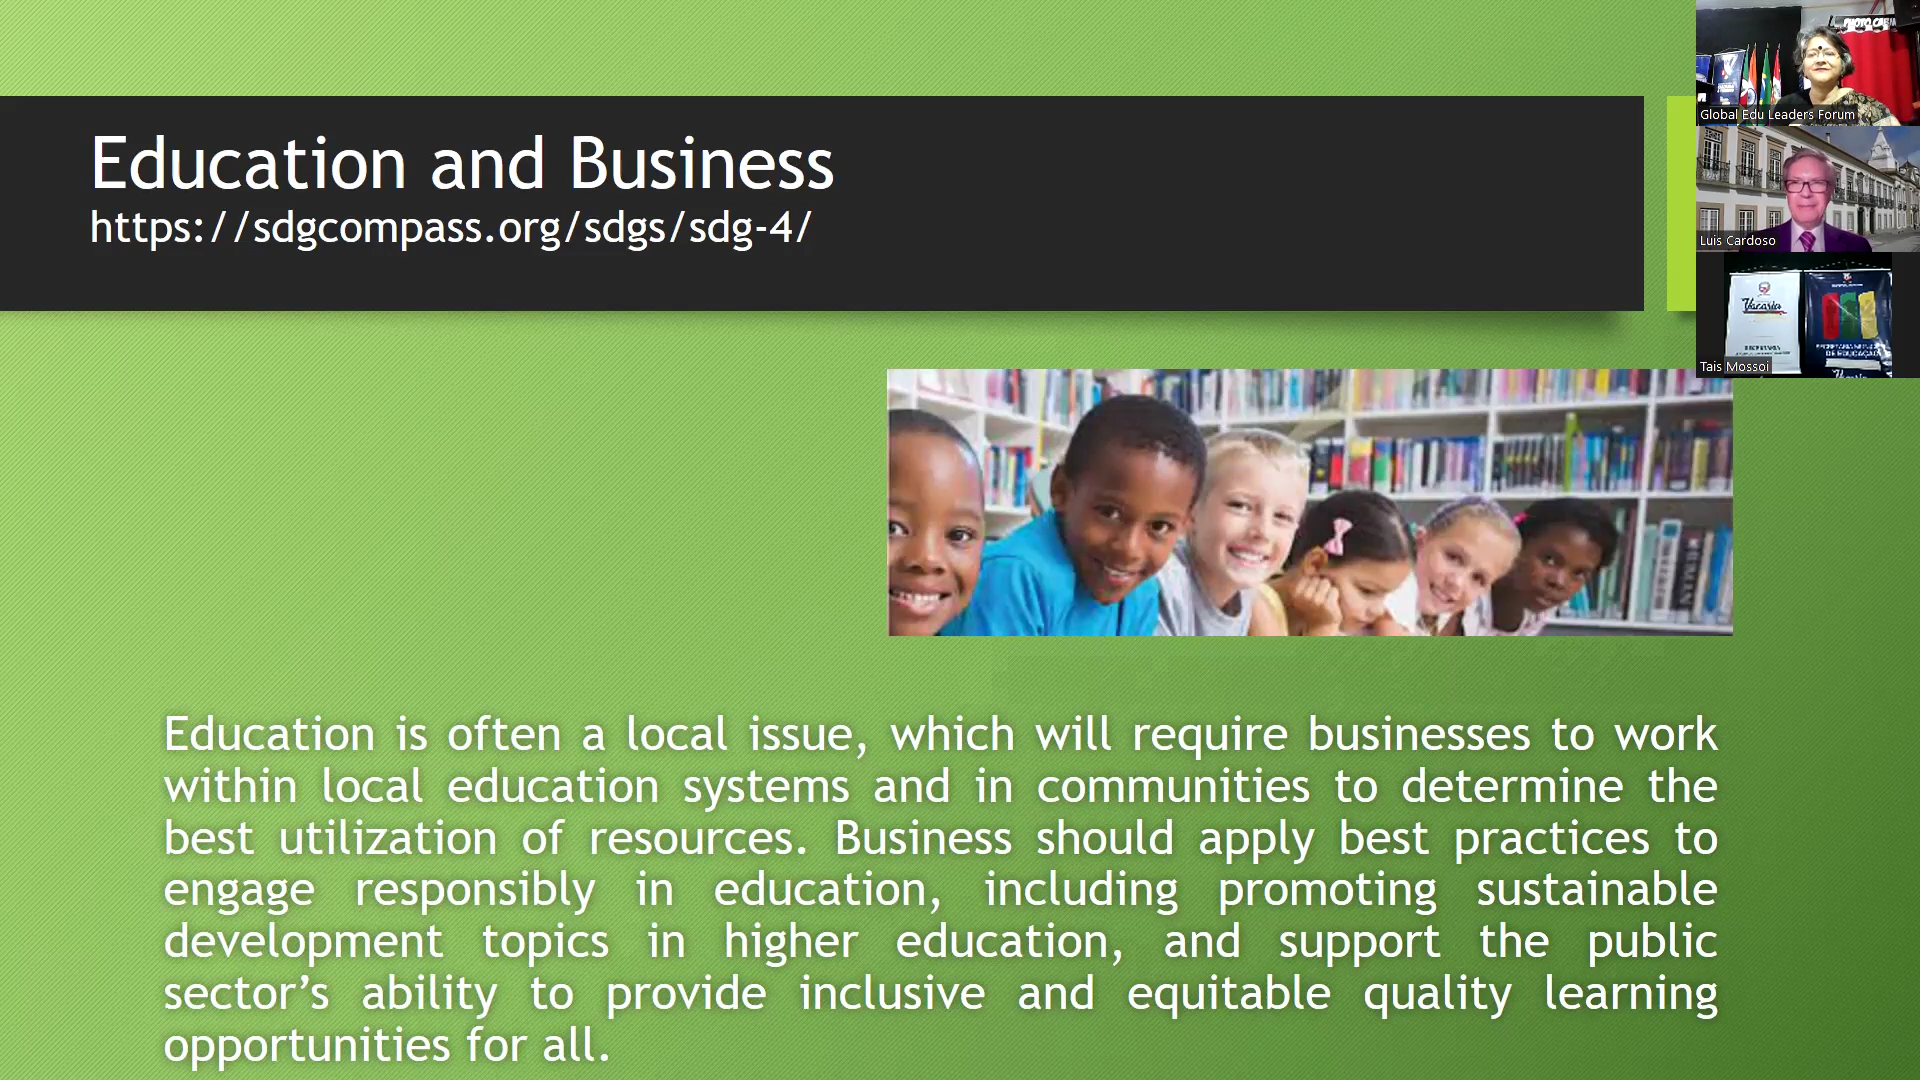 Education and Business
https://sdgcompass.org/sdgs/sdg-4/
PHOTO
Global Edu Leaders Forum
Luis Cardoso
Vacaria
DE EDUCAÇÃO
Tais Mossoi
Education is often a local issue, which will require businesses to work
within local education systems and in communities to determine the
best utilization of resources. Business should apply best practices to
engage responsibly in education, including promoting sustainable
development topics in higher education, and support the public
sector’s ability to provide inclusive and equitable quality learning
opportunities for all.